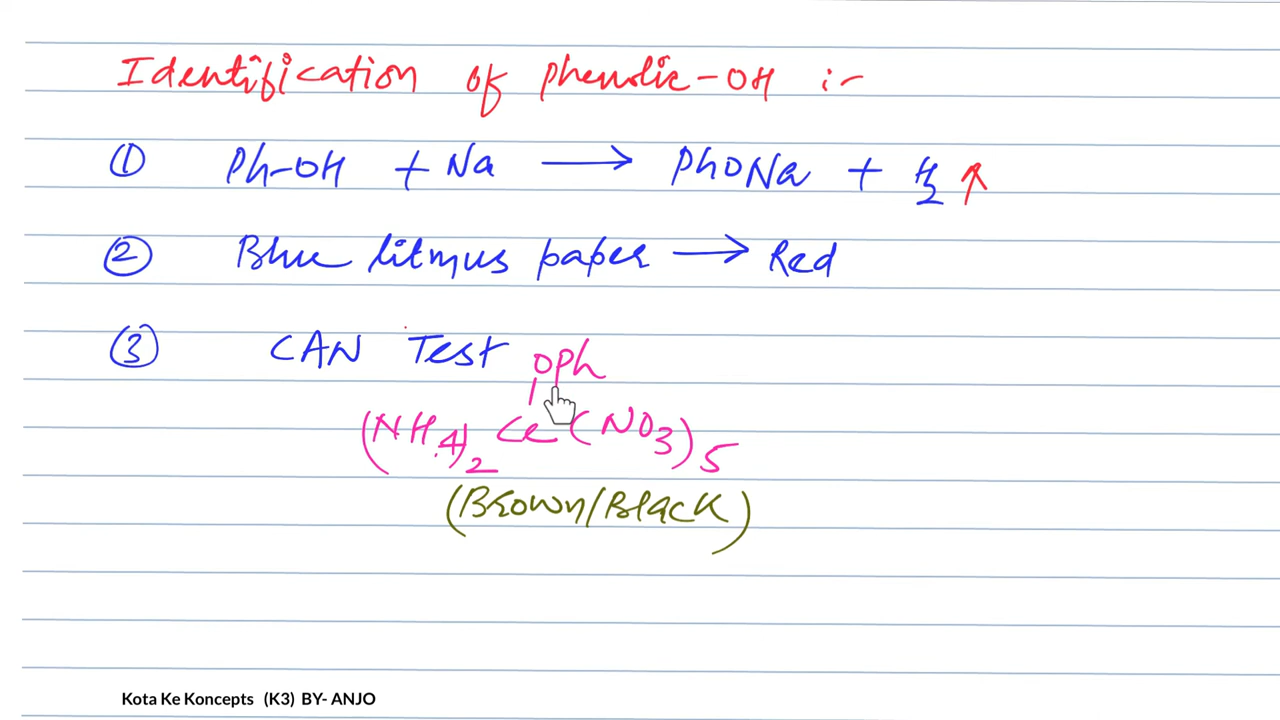 Identification of phenolic-OH :-
① Ph-OH + Na ⟶ PhONa + H2 ↑
② Blue litmus paper ⟶ Red
③ CAN Test
OPh
|
(NH4)2 Ce (NO3)5
(Brown/Black)
Kota Ke Koncepts (K3) BY- ANJO